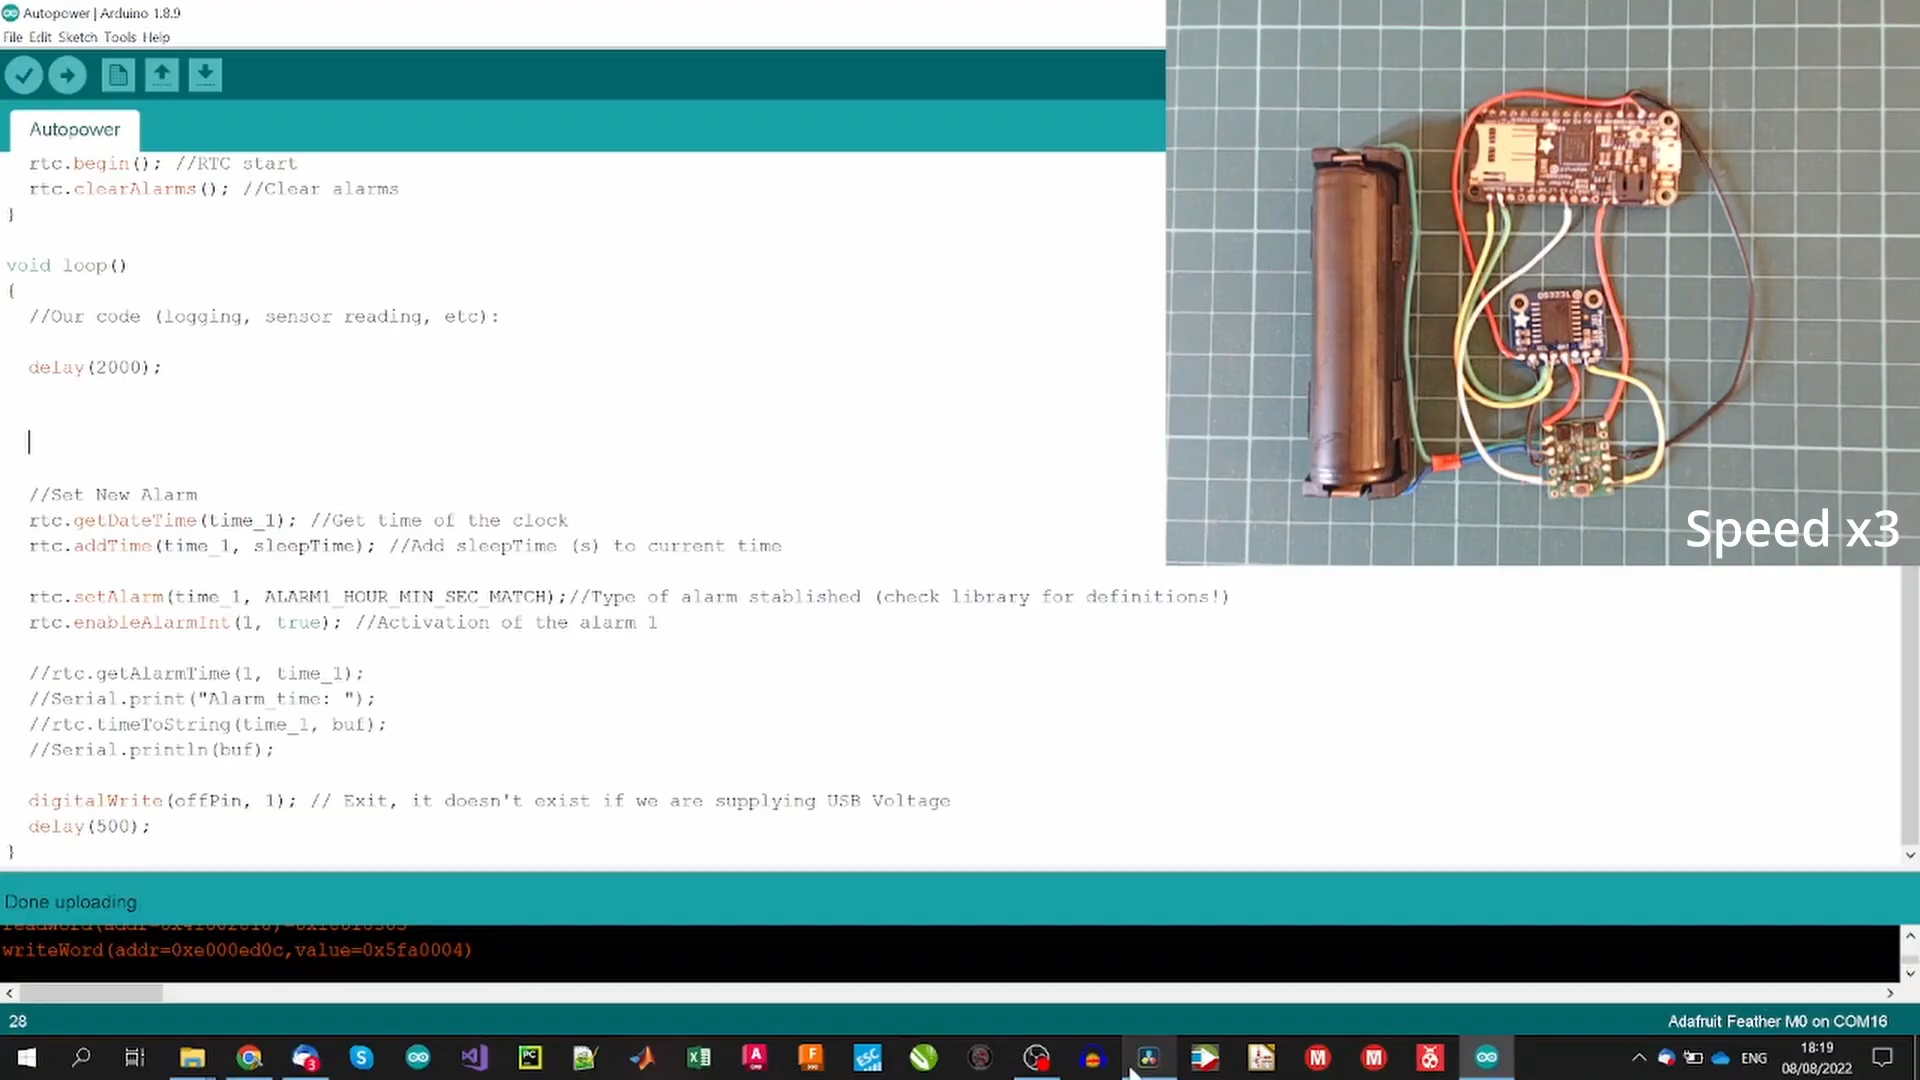 Autopower | Arduino 1.8.9
File Edit Sketch Tools Help
Autopower
rtc.begin(); //RTC start
rtc.clearAlarms(); //Clear alarms
}
void loop()
{
//Our code (logging, sensor reading, etc):
delay(2000);
//Set New Alarm
rtc.getDateTime(time_1); //Get time of the clock
rtc.addTime(time_1, sleepTime); //Add sleepTime (s) to current time
rtc.setAlarm(time_1, ALARM1_HOUR_MIN_SEC_MATCH);//Type of alarm stablished (check library for definitions!)
rtc.enableAlarmInt(1, true); //Activation of the alarm 1
//rtc.getAlarmTime(1, time_1);
//Serial.print("Alarm_time: ");
//rtc.timeToString(time_1, buf);
//Serial.println(buf);
digitalWrite(offPin, 1); // Exit, it doesn't exist if we are supplying USB Voltage
delay(500);
}
DS3231
Speed x3
Done uploading.
writeWord(addr=0xe000ed0c,value=0x5fa0004)
28
Adafruit Feather M0 on COM16
3
PC
A
F
ESC
M
M
ENG
18:19
08/08/2022